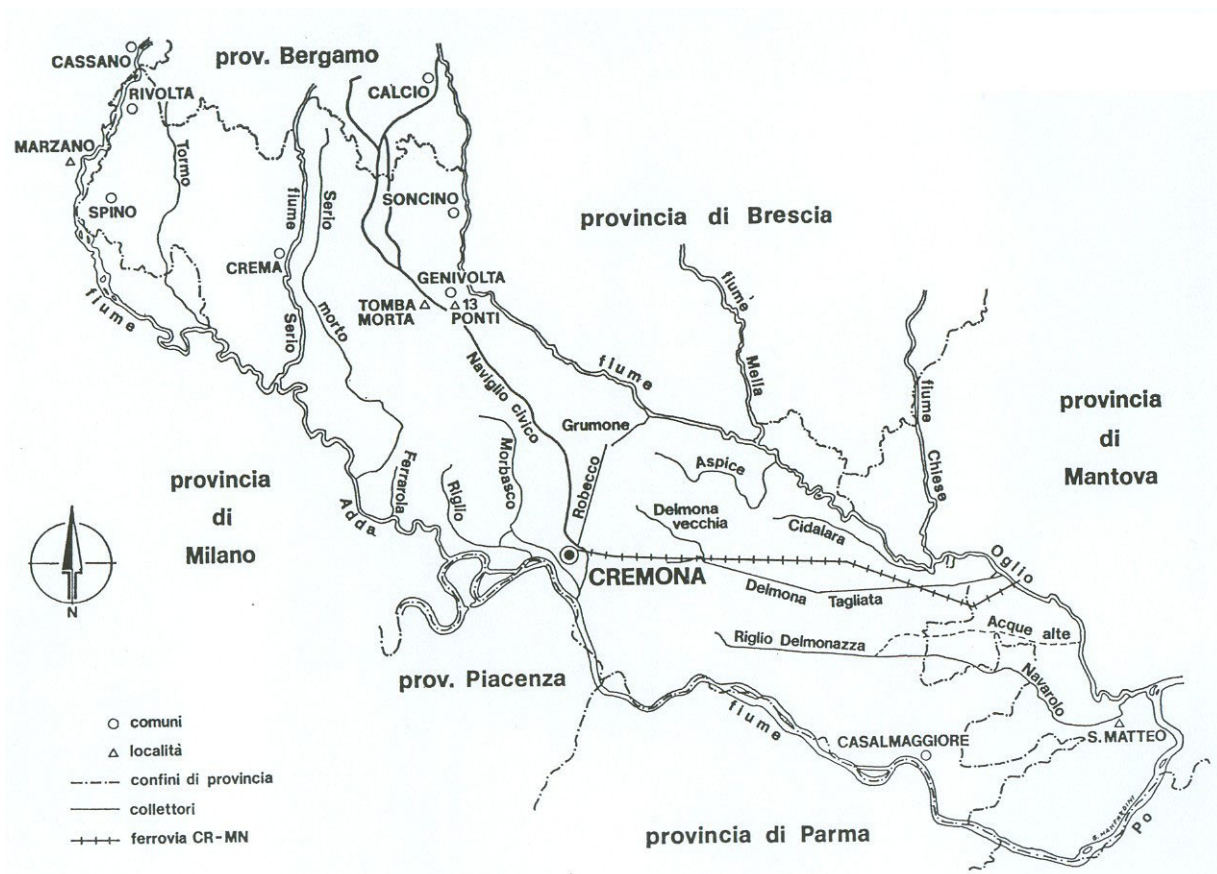 CASSANO
prov. Bergamo
RIVOLTA
CALCIO
MARZANO
Tormo
SPINO
fiume
Serio
SONCINO
provincia di Brescia
CREMA
GENIVOLTA
TOMBA
MORTA
13
PONTI
fiume
Serio
morto
fiume
Mella
fiume
Naviglio civico
fiume
Chiese
provincia
di
Mantova
Grumone
Aspice
Robecco
Morbasco
Ferrarola
Riglio
provincia
di
Milano
Adda
Delmona
vecchia
Cidalara
Oglio
CREMONA
Delmona Tagliata
N
Riglio Delmonazza
Acque alte
Navarolo
prov. Piacenza
fiume
CASALMAGGIORE
S. MATTEO
comuni
località
confini di provincia
collettori
ferrovia CR-MN
provincia di Parma
G. MANFREDINI
Po